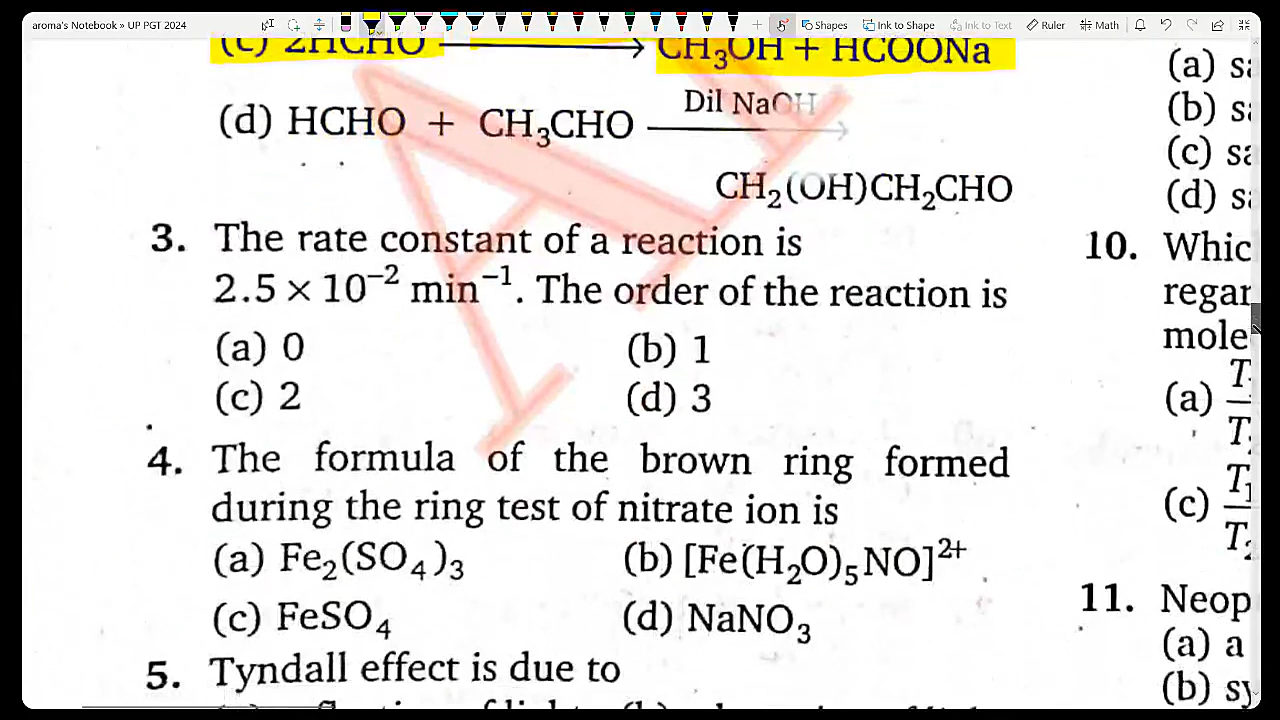 aroma's Notebook » UP PGT 2024
Shapes
Ink to Shape
Ink to Text
Ruler
Math
(c) 2HCHO ⟶ CH₃OH + HCOONa
Dil NaOH
(d) HCHO + CH₃CHO ⟶
CH₂(OH)CH₂CHO
3. The rate constant of a reaction is
2.5 × 10⁻² min⁻¹. The order of the reaction is
(a) 0 (b) 1
(c) 2 (d) 3
4. The formula of the brown ring formed
during the ring test of nitrate ion is
(a) Fe₂(SO₄)₃ (b) [Fe(H₂O)₅NO]²⁺
(c) FeSO₄ (d) NaNO₃
5. Tyndall effect is due to
(a)
(b)
(c)
(d)
10.
(a)
(c) T₁
T₂
11. Neop
(a) a
(b) sy